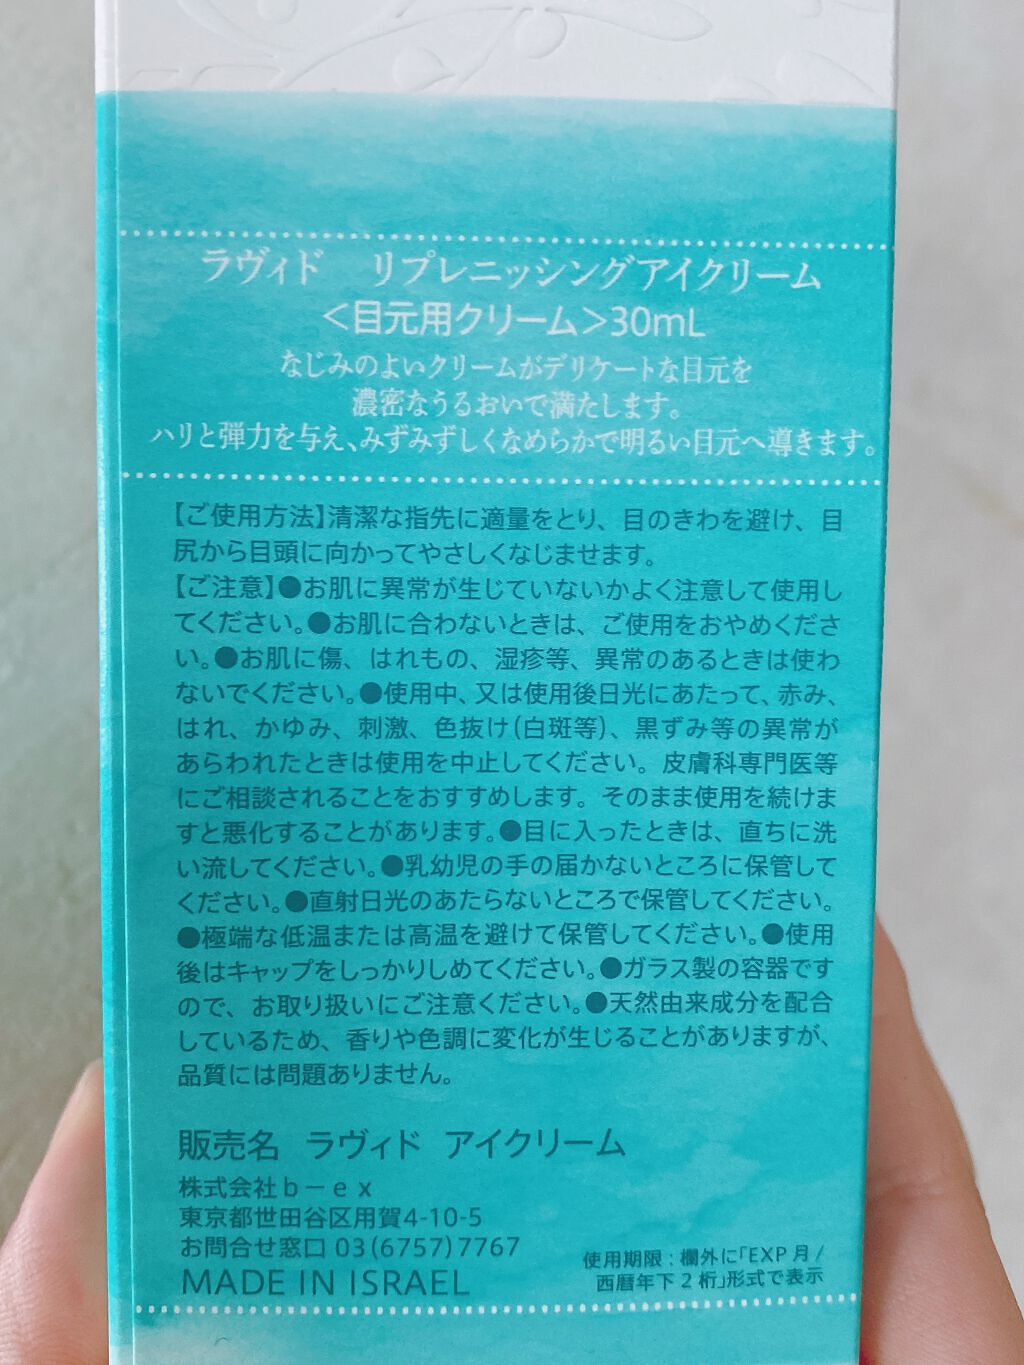 ラヴィド　リプレニッシングアイクリーム
＜目元用クリーム＞30mL
なじみのよいクリームがデリケートな目元を
濃密なうるおいで満たします。
ハリと弾力を与え、みずみずしくなめらかで明るい目元へ導きます。
【ご使用方法】清潔な指先に適量をとり、目のきわを避け、目
尻から目頭に向かってやさしくなじませます。
【ご注意】●お肌に異常が生じていないかよく注意して使用し
てください。●お肌に合わないときは、ご使用をおやめくださ
い。●お肌に傷、はれもの、湿疹等、異常のあるときは使わ
ないでください。●使用中、又は使用後日光にあたって、赤み、
はれ、かゆみ、刺激、色抜け(白斑等)、黒ずみ等の異常が
あらわれたときは使用を中止してください。皮膚科専門医等
にご相談されることをおすすめします。そのまま使用を続けま
すと悪化することがあります。●目に入ったときは、直ちに洗
い流してください。●乳幼児の手の届かないところに保管して
ください。●直射日光のあたらないところで保管してください。
●極端な低温または高温を避けて保管してください。●使用
後はキャップをしっかりしめてください。●ガラス製の容器です
ので、お取り扱いにご注意ください。●天然由来成分を配合
しているため、香りや色調に変化が生じることがありますが、
品質には問題ありません。
販売名　ラヴィド　アイクリーム
株式会社ｂ－ｅｘ
東京都世田谷区用賀4-10-5
お問合せ窓口 03(6757)7767
MADE IN ISRAEL
使用期限：欄外に「EXP 月/
西暦年下２桁」形式で表示